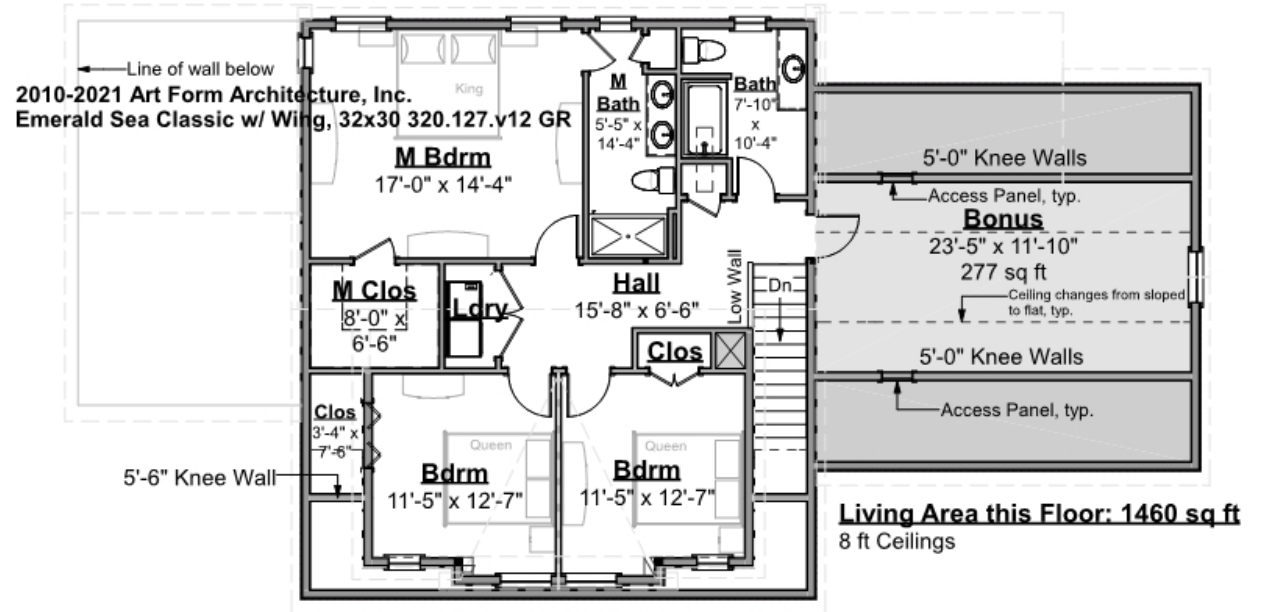 Line of wall below
2010-2021 Art Form Architecture, Inc.
Emerald Sea Classic w/ Wing, 32x30 320.127.v12 GR
King
M Bdrm
17'-0" x 14'-4"
M
Bath
5'-5" x
14'-4"
Bath
7'-10"
x
10'-4"
5'-0" Knee Walls
Access Panel, typ.
Bonus
23'-5" x 11'-10"
277 sq ft
Ceiling changes from sloped
to flat, typ.
5'-0" Knee Walls
Access Panel, typ.
M Clos
8'-0" x
6'-6"
Ldry
Hall
15'-8" x 6'-6"
Low Wall
Dn
Clos
Clos
3'-4" x
7'-6"
5'-6" Knee Wall
Queen
Bdrm
11'-5" x 12'-7"
Queen
Bdrm
11'-5" x 12'-7"
Living Area this Floor: 1460 sq ft
8 ft Ceilings